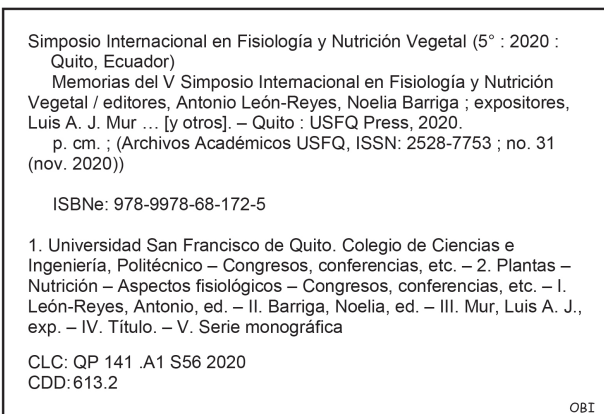 Simposio Internacional en Fisiología y Nutrición Vegetal (5° : 2020 :
Quito, Ecuador)
Memorias del V Simposio Internacional en Fisiología y Nutrición
Vegetal / editores, Antonio León-Reyes, Noelia Barriga ; expositores,
Luis A. J. Mur … [y otros]. – Quito : USFQ Press, 2020.
p. cm. ; (Archivos Académicos USFQ, ISSN: 2528-7753 ; no. 31
(nov. 2020))
ISBNe: 978-9978-68-172-5
1. Universidad San Francisco de Quito. Colegio de Ciencias e
Ingeniería, Politécnico – Congresos, conferencias, etc. – 2. Plantas –
Nutrición – Aspectos fisiológicos – Congresos, conferencias, etc. – I.
León-Reyes, Antonio, ed. – II. Barriga, Noelia, ed. – III. Mur, Luis A. J.,
exp. – IV. Título. – V. Serie monográfica
CLC: QP 141 .A1 S56 2020
CDD: 613.2
OBI